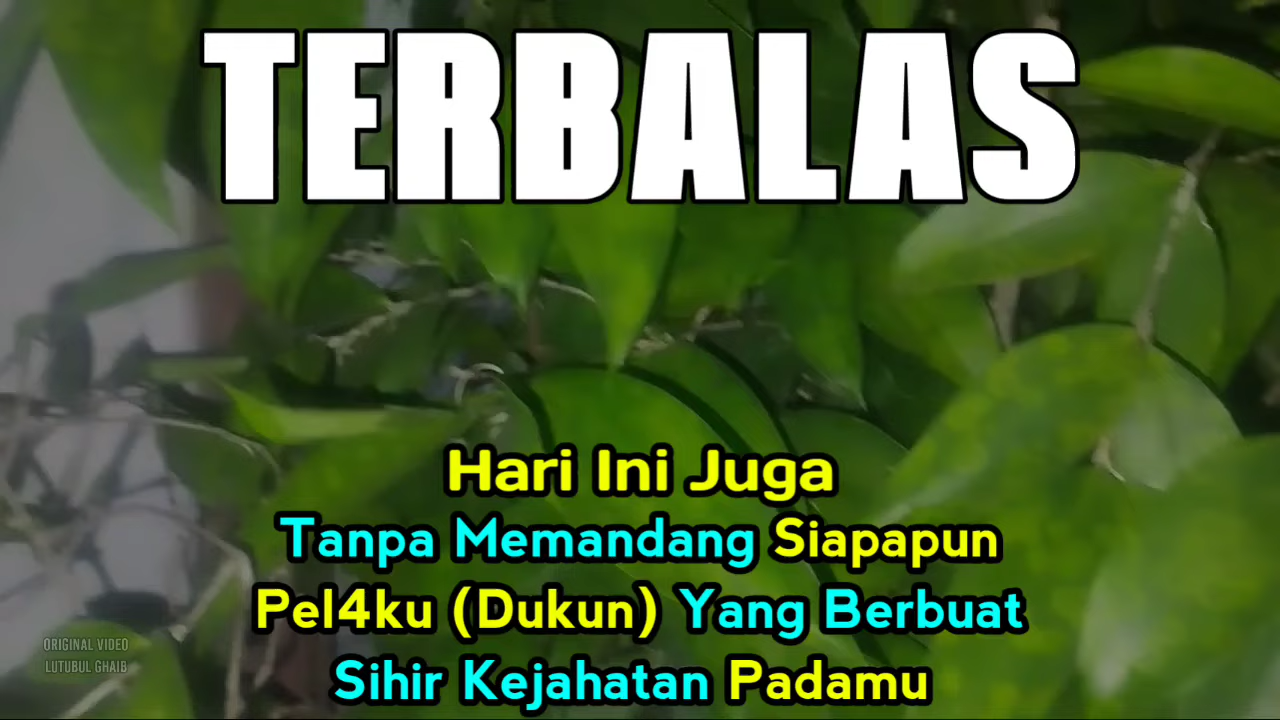 TERBALAS
Hari Ini Juga
Tanpa Memandang Siapapun
Pel4ku (Dukun) Yang Berbuat
Sihir Kejahatan Padamu
ORIGINAL VIDEO
LUTUBUL GHAIB